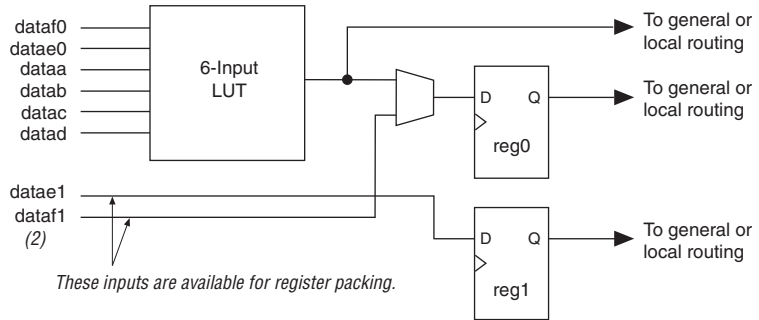 dataf0
datae0
dataa
datab
datac
datad
6-Input
LUT
To general or
local routing
D
Q
reg0
To general or
local routing
datae1
dataf1
(2)
D
Q
reg1
To general or
local routing
These inputs are available for register packing.